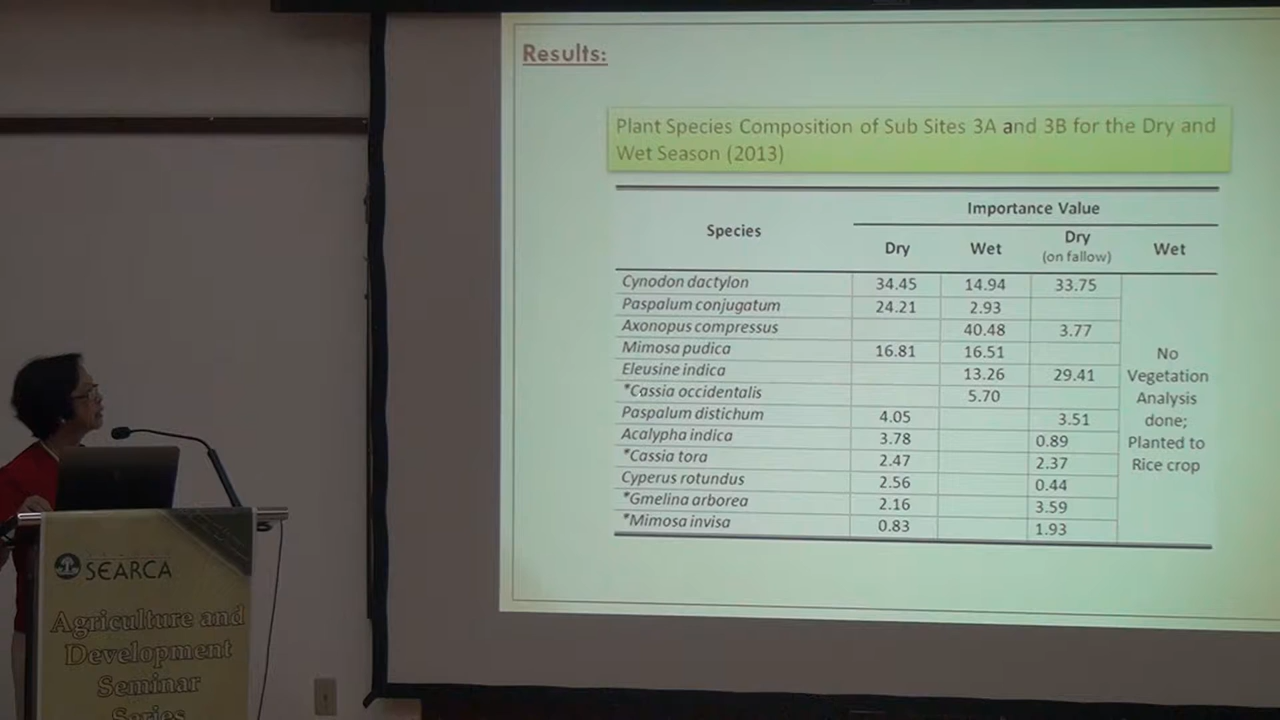 Results:
Plant Species Composition of Sub Sites 3A and 3B for the Dry and
Wet Season (2013)
Species
Importance Value
Dry
Wet
Dry
(on fallow)
Wet
Cynodon dactylon 34.45 14.94 33.75
Paspalum conjugatum 24.21 2.93
Axonopus compressus 40.48 3.77
Mimosa pudica 16.81 16.51
Eleusine indica 13.26 29.41
*Cassia occidentalis 5.70
Paspalum distichum 4.05 3.51
Acalypha indica 3.78 0.89
*Cassia tora 2.47 2.37
Cyperus rotundus 2.56 0.44
*Gmelina arborea 2.16 3.59
*Mimosa invisa 0.83 1.93
No
Vegetation
Analysis
done;
Planted to
Rice crop
SEARCA
Agriculture and
Development
Seminar
Series